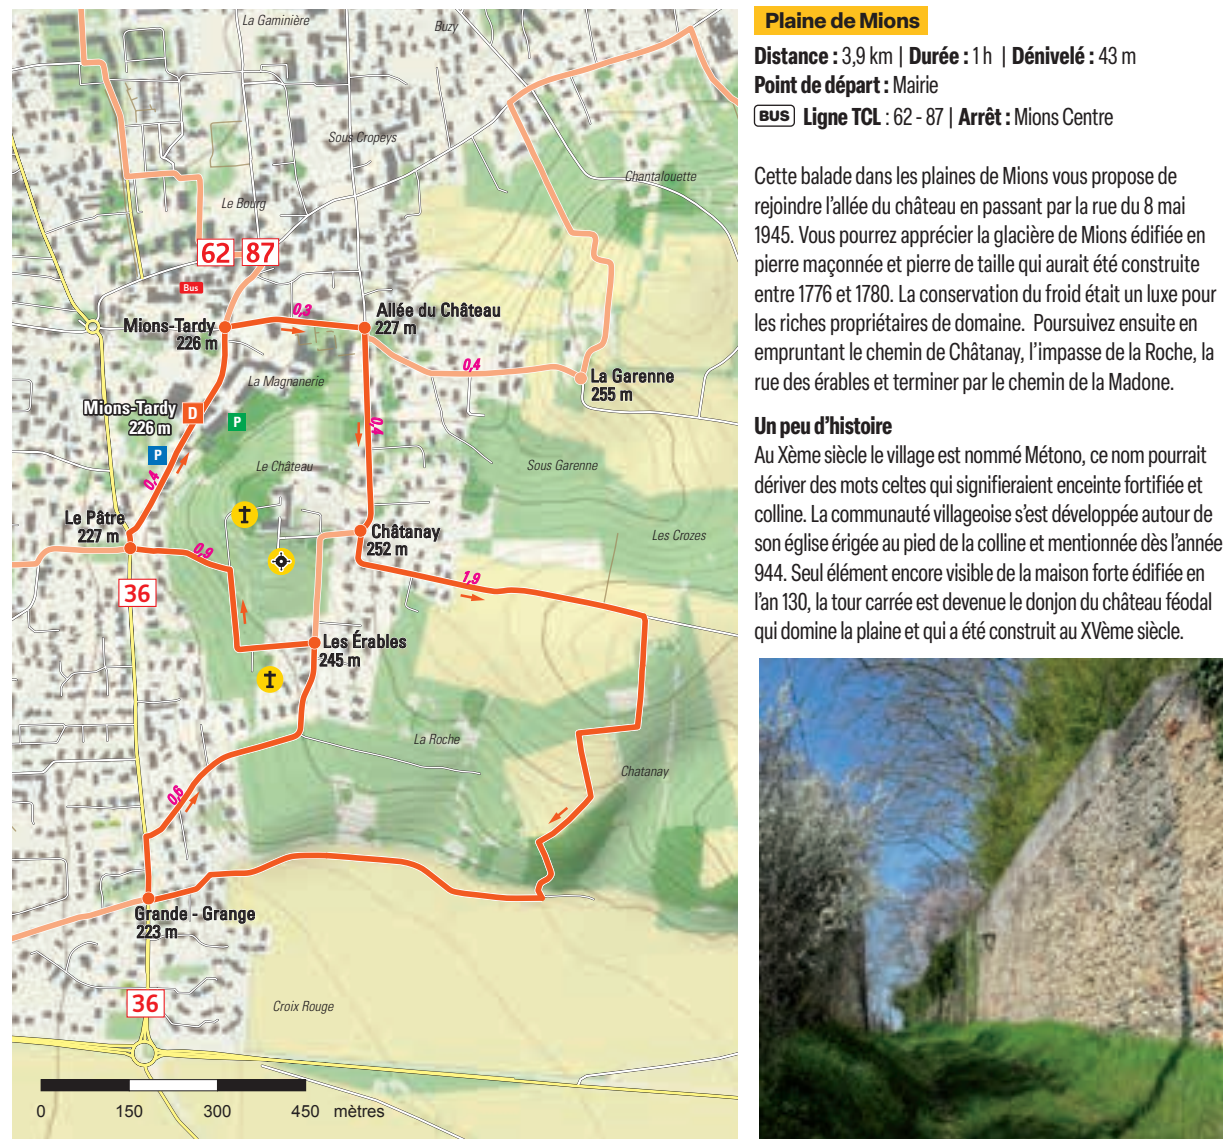 La Gaminière
Buzy
Sous Cropeys
Chantalouette
Le Bourg
62 87
Bus
Mions-Tardy
226 m
0,3
Allée du Château
227 m
0,4
La Garenne
255 m
La Magnanerie
Mions-Tardy
226 m
D
P
P
0,4
0,4
Le Château
Sous Garenne
Le Pâtre
227 m
0,9
Châtanay
252 m
Les Crozes
36
1,9
Les Érables
245 m
La Roche
Chatanay
0,6
Grande - Grange
223 m
36
Croix Rouge
0 150 300 450 mètres
Plaine de Mions
Distance : 3,9 km | Durée : 1 h | Dénivelé : 43 m
Point de départ : Mairie
BUS Ligne TCL : 62 - 87 | Arrêt : Mions Centre
Cette balade dans les plaines de Mions vous propose de
rejoindre l’allée du château en passant par la rue du 8 mai
1945. Vous pourrez apprécier la glacière de Mions édifiée en
pierre maçonnée et pierre de taille qui aurait été construite
entre 1776 et 1780. La conservation du froid était un luxe pour
les riches propriétaires de domaine. Poursuivez ensuite en
empruntant le chemin de Châtanay, l’impasse de la Roche, la
rue des érables et terminer par le chemin de la Madone.
Un peu d’histoire
Au Xème siècle le village est nommé Métono, ce nom pourrait
dériver des mots celtes qui signifieraient enceinte fortifiée et
colline. La communauté villageoise s’est développée autour de
son église érigée au pied de la colline et mentionnée dès l’année
944. Seul élément encore visible de la maison forte édifiée en
l’an 130, la tour carrée est devenue le donjon du château féodal
qui domine la plaine et qui a été construit au XVème siècle.